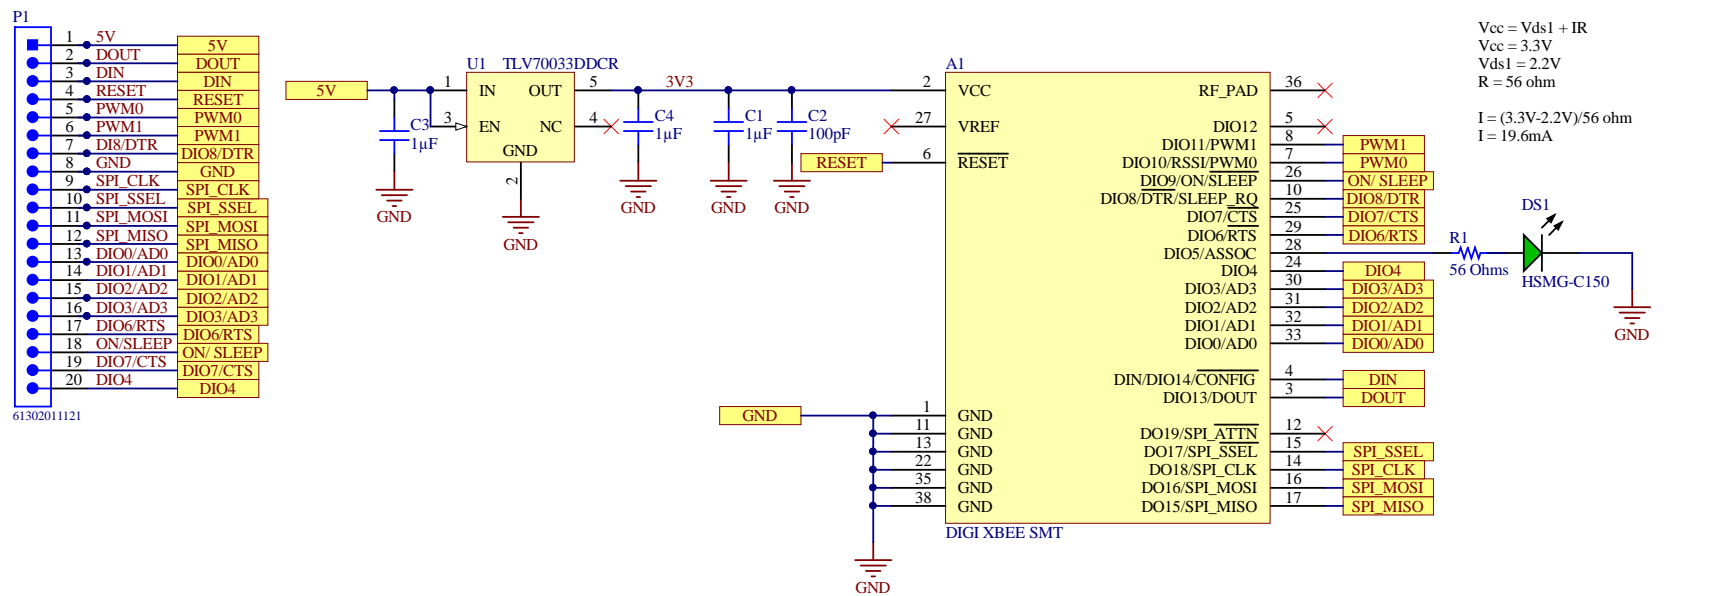 P1
1 5V 5V
2 DOUT DOUT
3 DIN DIN
4 RESET RESET
5 PWM0 PWM0
6 PWM1 PWM1
7 DI8/DTR DIO8/DTR
8 GND GND
9 SPI_CLK SPI_CLK
10 SPI_SSEL SPI_SSEL
11 SPI_MOSI SPI_MOSI
12 SPI_MISO SPI_MISO
13 DIO0/AD0 DIO0/AD0
14 DIO1/AD1 DIO1/AD1
15 DIO2/AD2 DIO2/AD2
16 DIO3/AD3 DIO3/AD3
17 DIO6/RTS DIO6/RTS
18 ON/SLEEP ON/ SLEEP
19 DIO7/CTS DIO7/CTS
20 DIO4 DIO4
61302011121
5V
C3
1µF
GND
U1 TLV70033DDCR
1 IN OUT 5
3 EN NC 4
GND
2
GND
3V3
C4
1µF
GND
C1
1µF
GND
C2
100pF
GND
RESET
GND
GND
A1
2 VCC
27 VREF
6 RESET
1 GND
11 GND
13 GND
22 GND
35 GND
38 GND
RF_PAD 36
DIO12 5
DIO11/PWM1 8 PWM1
DIO10/RSSI/PWM0 7 PWM0
DIO9/ON/SLEEP 26 ON/ SLEEP
DIO8/DTR/SLEEP_RQ 10 DIO8/DTR
DIO7/CTS 25 DIO7/CTS
DIO6/RTS 29 DIO6/RTS
DIO5/ASSOC 28
DIO4 24 DIO4
DIO3/AD3 30 DIO3/AD3
DIO2/AD2 31 DIO2/AD2
DIO1/AD1 32 DIO1/AD1
DIO0/AD0 33 DIO0/AD0
DIN/DIO14/CONFIG 4 DIN
DIO13/DOUT 3 DOUT
DO19/SPI_ATTN 12
DO17/SPI_SSEL 15 SPI_SSEL
DO18/SPI_CLK 14 SPI_CLK
DO16/SPI_MOSI 16 SPI_MOSI
DO15/SPI_MISO 17 SPI_MISO
DIGI XBEE SMT
R1
56 Ohms
DS1
HSMG-C150
GND
Vcc = Vds1 + IR
Vcc = 3.3V
Vds1 = 2.2V
R = 56 ohm
I = (3.3V-2.2V)/56 ohm
I = 19.6mA